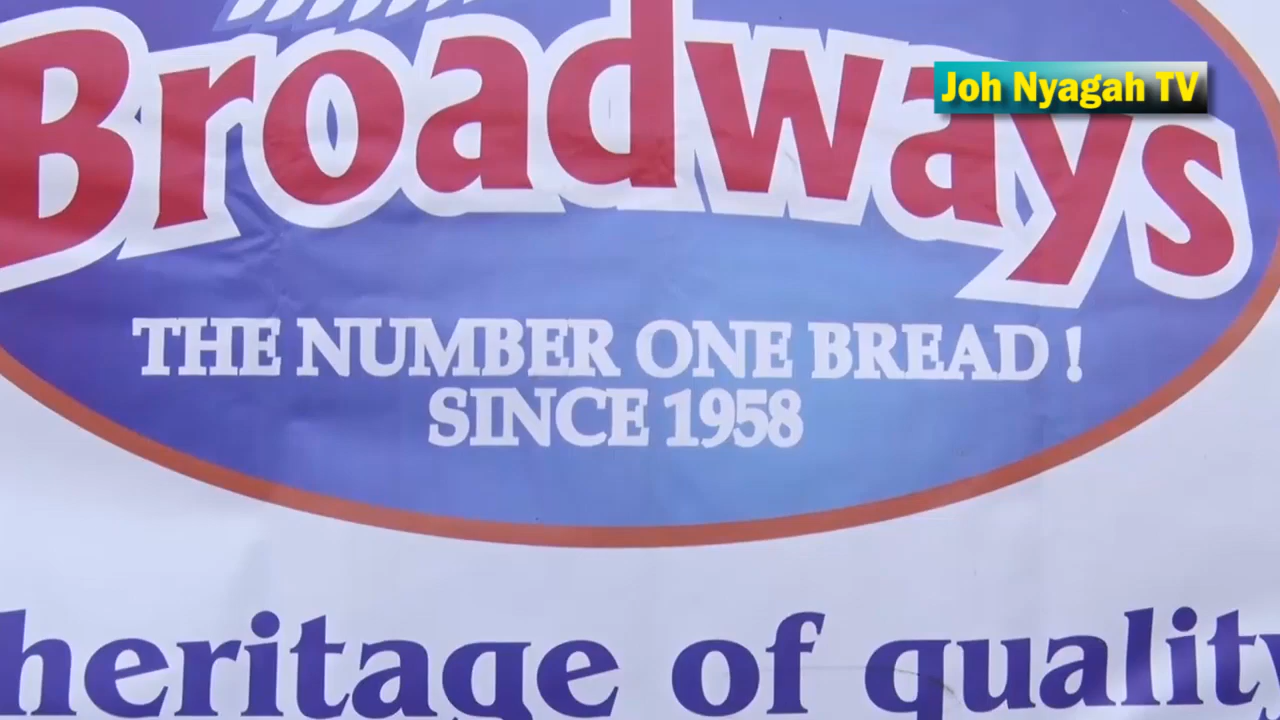 Broadways
Joh Nyagah TV
THE NUMBER ONE BREAD !
SINCE 1958
heritage of quality